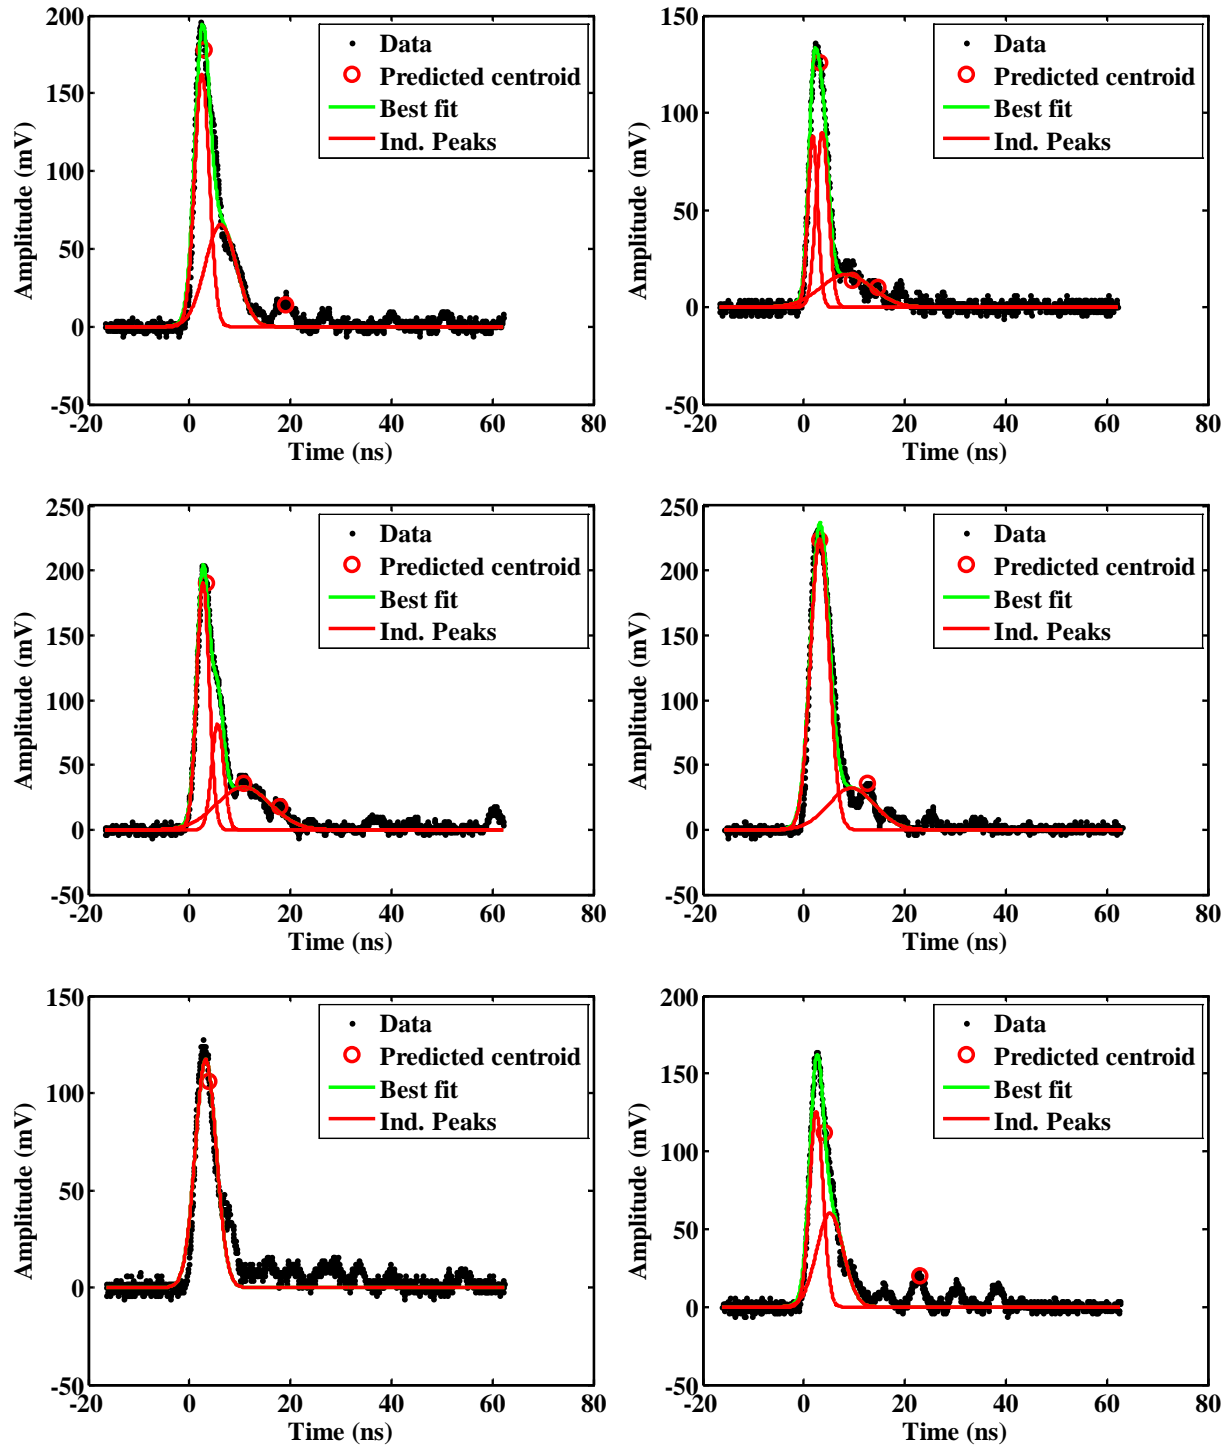 200
150
100
50
0
-50
-20 0 20 40 60 80
Time (ns)
Amplitude (mV)
Data
Predicted centroid
Best fit
Ind. Peaks
150
100
50
0
-50
-20 0 20 40 60 80
Time (ns)
Amplitude (mV)
Data
Predicted centroid
Best fit
Ind. Peaks
250
200
150
100
50
0
-50
-20 0 20 40 60 80
Time (ns)
Amplitude (mV)
Data
Predicted centroid
Best fit
Ind. Peaks
250
200
150
100
50
0
-50
-20 0 20 40 60 80
Time (ns)
Amplitude (mV)
Data
Predicted centroid
Best fit
Ind. Peaks
150
100
50
0
-50
-20 0 20 40 60 80
Time (ns)
Amplitude (mV)
Data
Predicted centroid
Best fit
Ind. Peaks
200
150
100
50
0
-50
-20 0 20 40 60 80
Time (ns)
Amplitude (mV)
Data
Predicted centroid
Best fit
Ind. Peaks